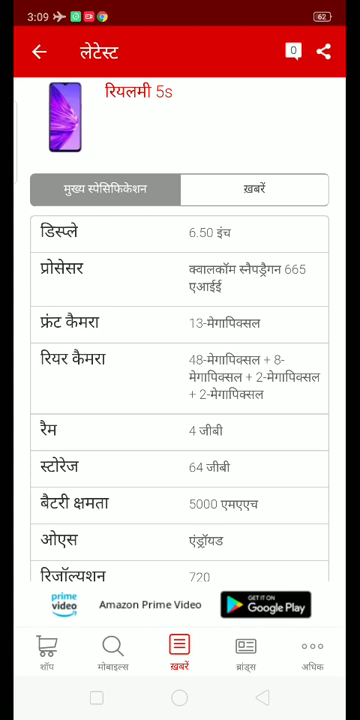 3:09
62
लेटेस्ट
0
रियलमी 5s
मुख्य स्पेसिफिकेशन
ख़बरें
डिस्प्ले
6.50 इंच
प्रोसेसर
क्वालकॉम स्नैपड्रैगन 665
एआईई
फ्रंट कैमरा
13-मेगापिक्सल
रियर कैमरा
48-मेगापिक्सल + 8-
मेगापिक्सल + 2-मेगापिक्सल
+ 2-मेगापिक्सल
रैम
4 जीबी
स्टोरेज
64 जीबी
बैटरी क्षमता
5000 एमएएच
ओएस
एंड्रॉयड
रिजॉल्यशन
720
prime
video
Amazon Prime Video
GET IT ON
Google Play
शॉप
मोबाइल्स
ख़बरें
ब्रांड्स
अधिक